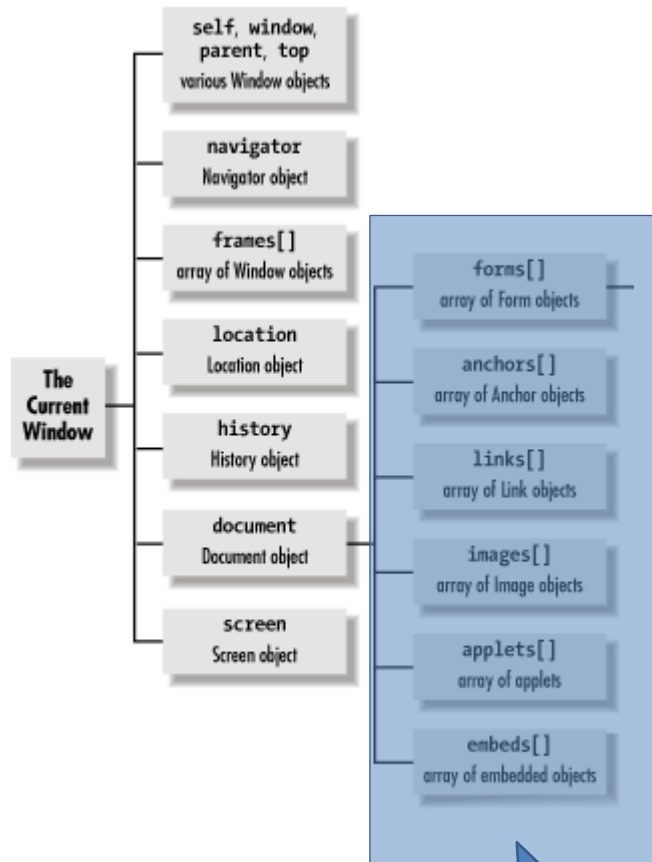 self, window,
parent, top
various Window objects
navigator
Navigator object
frames[]
array of Window objects
location
Location object
The
Current
Window
history
History object
document
Document object
screen
Screen object
forms[]
array of Form objects
anchors[]
array of Anchor objects
links[]
array of Link objects
images[]
array of Image objects
applets[]
array of applets
embeds[]
array of embedded objects